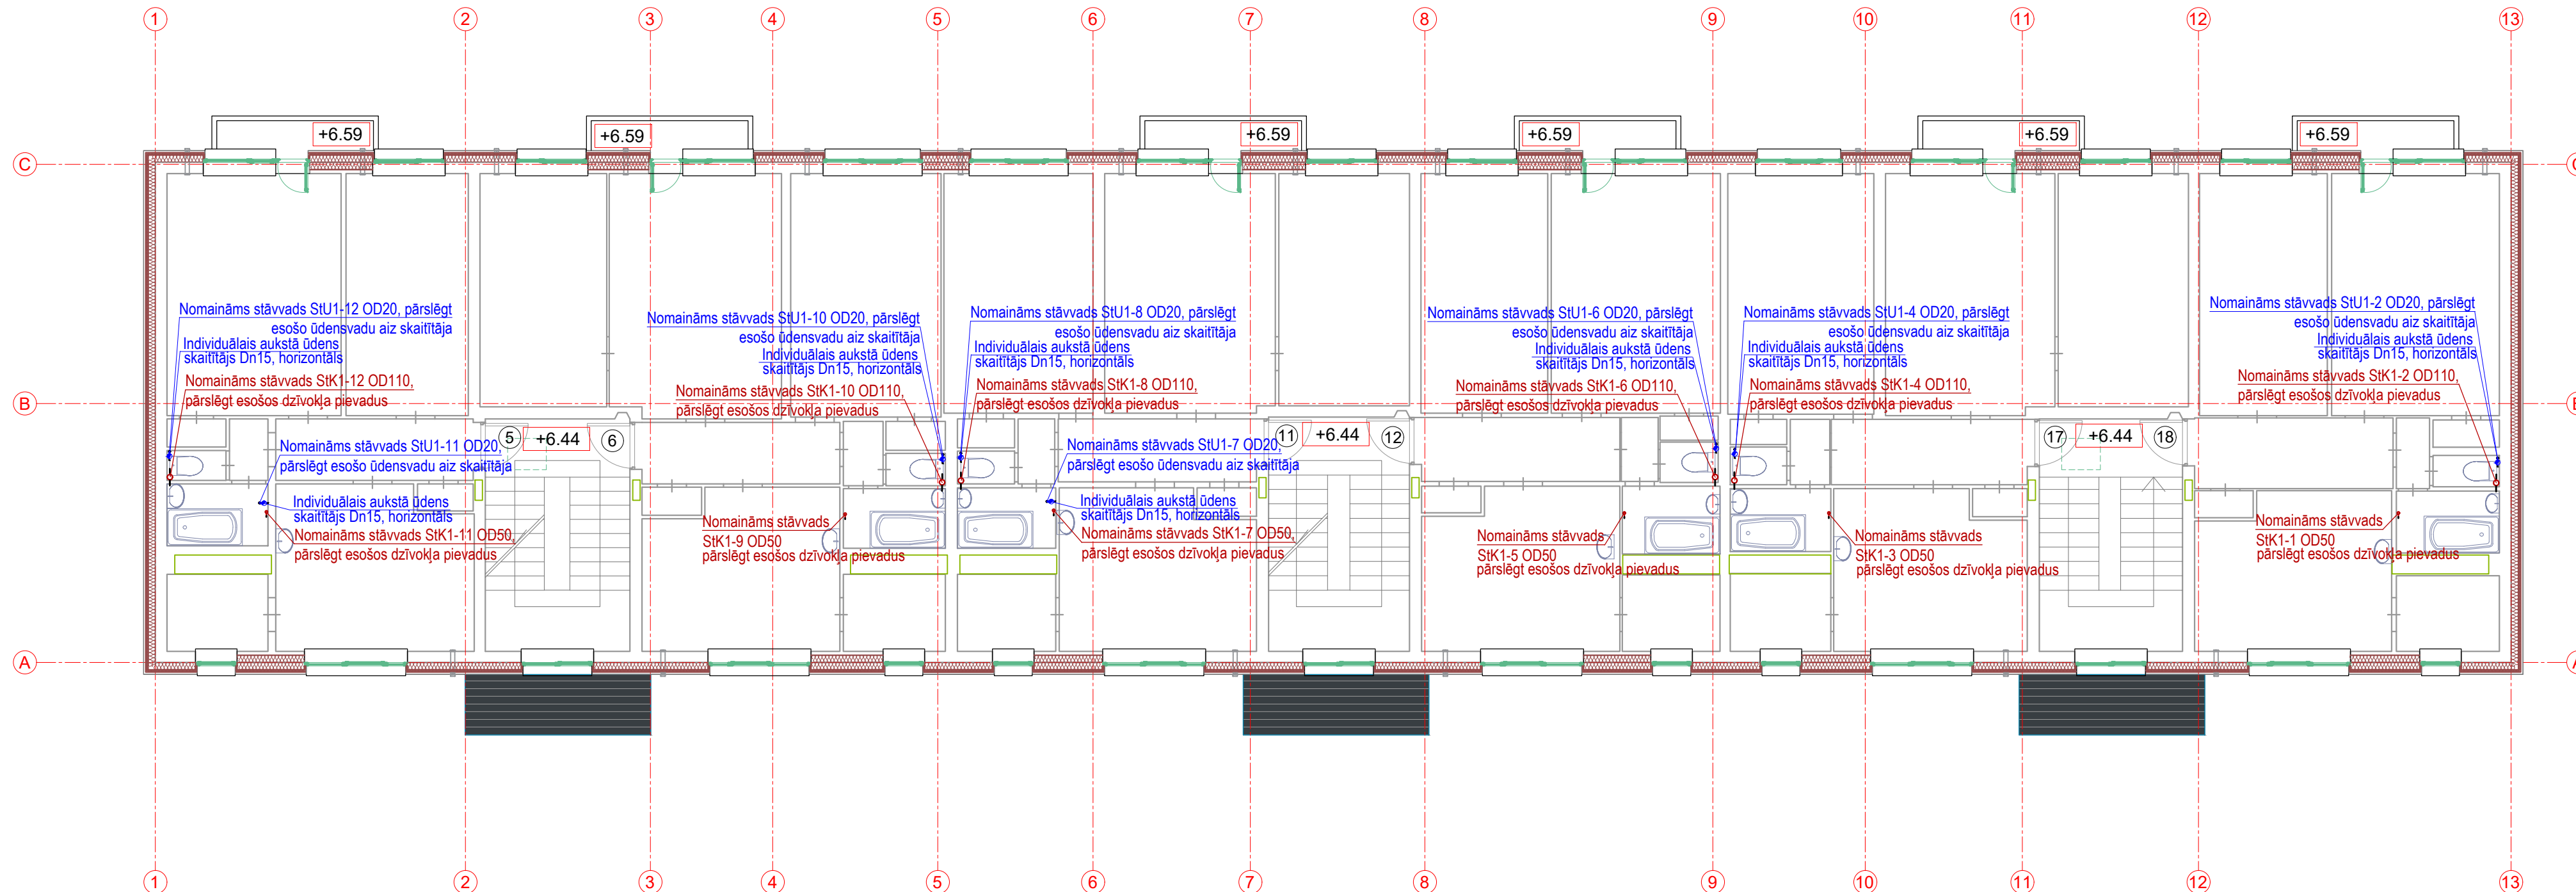 1 2 3 4 5 6 7 8 9 10 11 12 13
+6.59 +6.59 +6.59 +6.59 +6.59 +6.59
C
Nomaināms stāvvads StU1-12 OD20, pārslēgt
esošo ūdensvadu aiz skaitītāja
Individuālais aukstā ūdens
skaitītājs Dn15, horizontāls
Nomaināms stāvvads StK1-12 OD110,
pārslēgt esošos dzīvokļa pievadus
Nomaināms stāvvads StU1-10 OD20, pārslēgt
esošo ūdensvadu aiz skaitītāja
Individuālais aukstā ūdens
skaitītājs Dn15, horizontāls
Nomaināms stāvvads StK1-10 OD110,
pārslēgt esošos dzīvokļa pievadus
Nomaināms stāvvads StU1-8 OD20, pārslēgt
esošo ūdensvadu aiz skaitītāja
Individuālais aukstā ūdens
skaitītājs Dn15, horizontāls
Nomaināms stāvvads StK1-8 OD110,
pārslēgt esošos dzīvokļa pievadus
Nomaināms stāvvads StU1-6 OD20, pārslēgt
esošo ūdensvadu aiz skaitītāja
Individuālais aukstā ūdens
skaitītājs Dn15, horizontāls
Nomaināms stāvvads StK1-6 OD110,
pārslēgt esošos dzīvokļa pievadus
Nomaināms stāvvads StU1-4 OD20, pārslēgt
esošo ūdensvadu aiz skaitītāja
Individuālais aukstā ūdens
skaitītājs Dn15, horizontāls
Nomaināms stāvvads StK1-4 OD110,
pārslēgt esošos dzīvokļa pievadus
Nomaināms stāvvads StU1-2 OD20, pārslēgt
esošo ūdensvadu aiz skaitītāja
Individuālais aukstā ūdens
skaitītājs Dn15, horizontāls
Nomaināms stāvvads StK1-2 OD110,
pārslēgt esošos dzīvokļa pievadus
B
5 +6.44 6 11 +6.44 12 17 +6.44 18
Nomaināms stāvvads StU1-11 OD20,
pārslēgt esošo ūdensvadu aiz skaitītāja
Individuālais aukstā ūdens
skaitītājs Dn15, horizontāls
Nomaināms stāvvads StK1-11 OD50,
pārslēgt esošos dzīvokļa pievadus
Nomaināms stāvvads
StK1-9 OD50
pārslēgt esošos dzīvokļa pievadus
Nomaināms stāvvads StU1-7 OD20,
pārslēgt esošo ūdensvadu aiz skaitītāja
Individuālais aukstā ūdens
skaitītājs Dn15, horizontāls
Nomaināms stāvvads StK1-7 OD50,
pārslēgt esošos dzīvokļa pievadus
Nomaināms stāvvads
StK1-5 OD50
pārslēgt esošos dzīvokļa pievadus
Nomaināms stāvvads
StK1-3 OD50
pārslēgt esošos dzīvokļa pievadus
Nomaināms stāvvads
StK1-1 OD50
pārslēgt esošos dzīvokļa pievadus
A
1 2 3 4 5 6 7 8 9 10 11 12 13